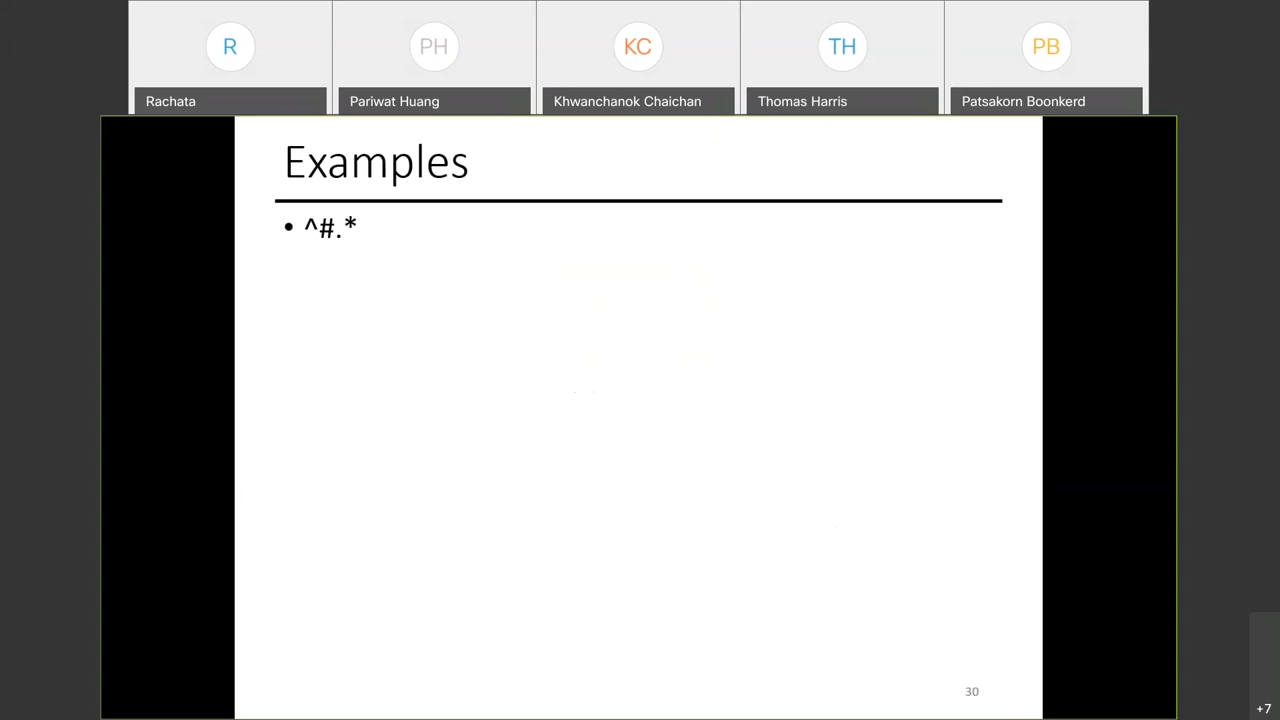 R
PH
KC
TH
PB
Rachata
Pariwat Huang
Khwanchanok Chaichan
Thomas Harris
Patsakorn Boonkerd
Examples
• ^#.*
30
+7